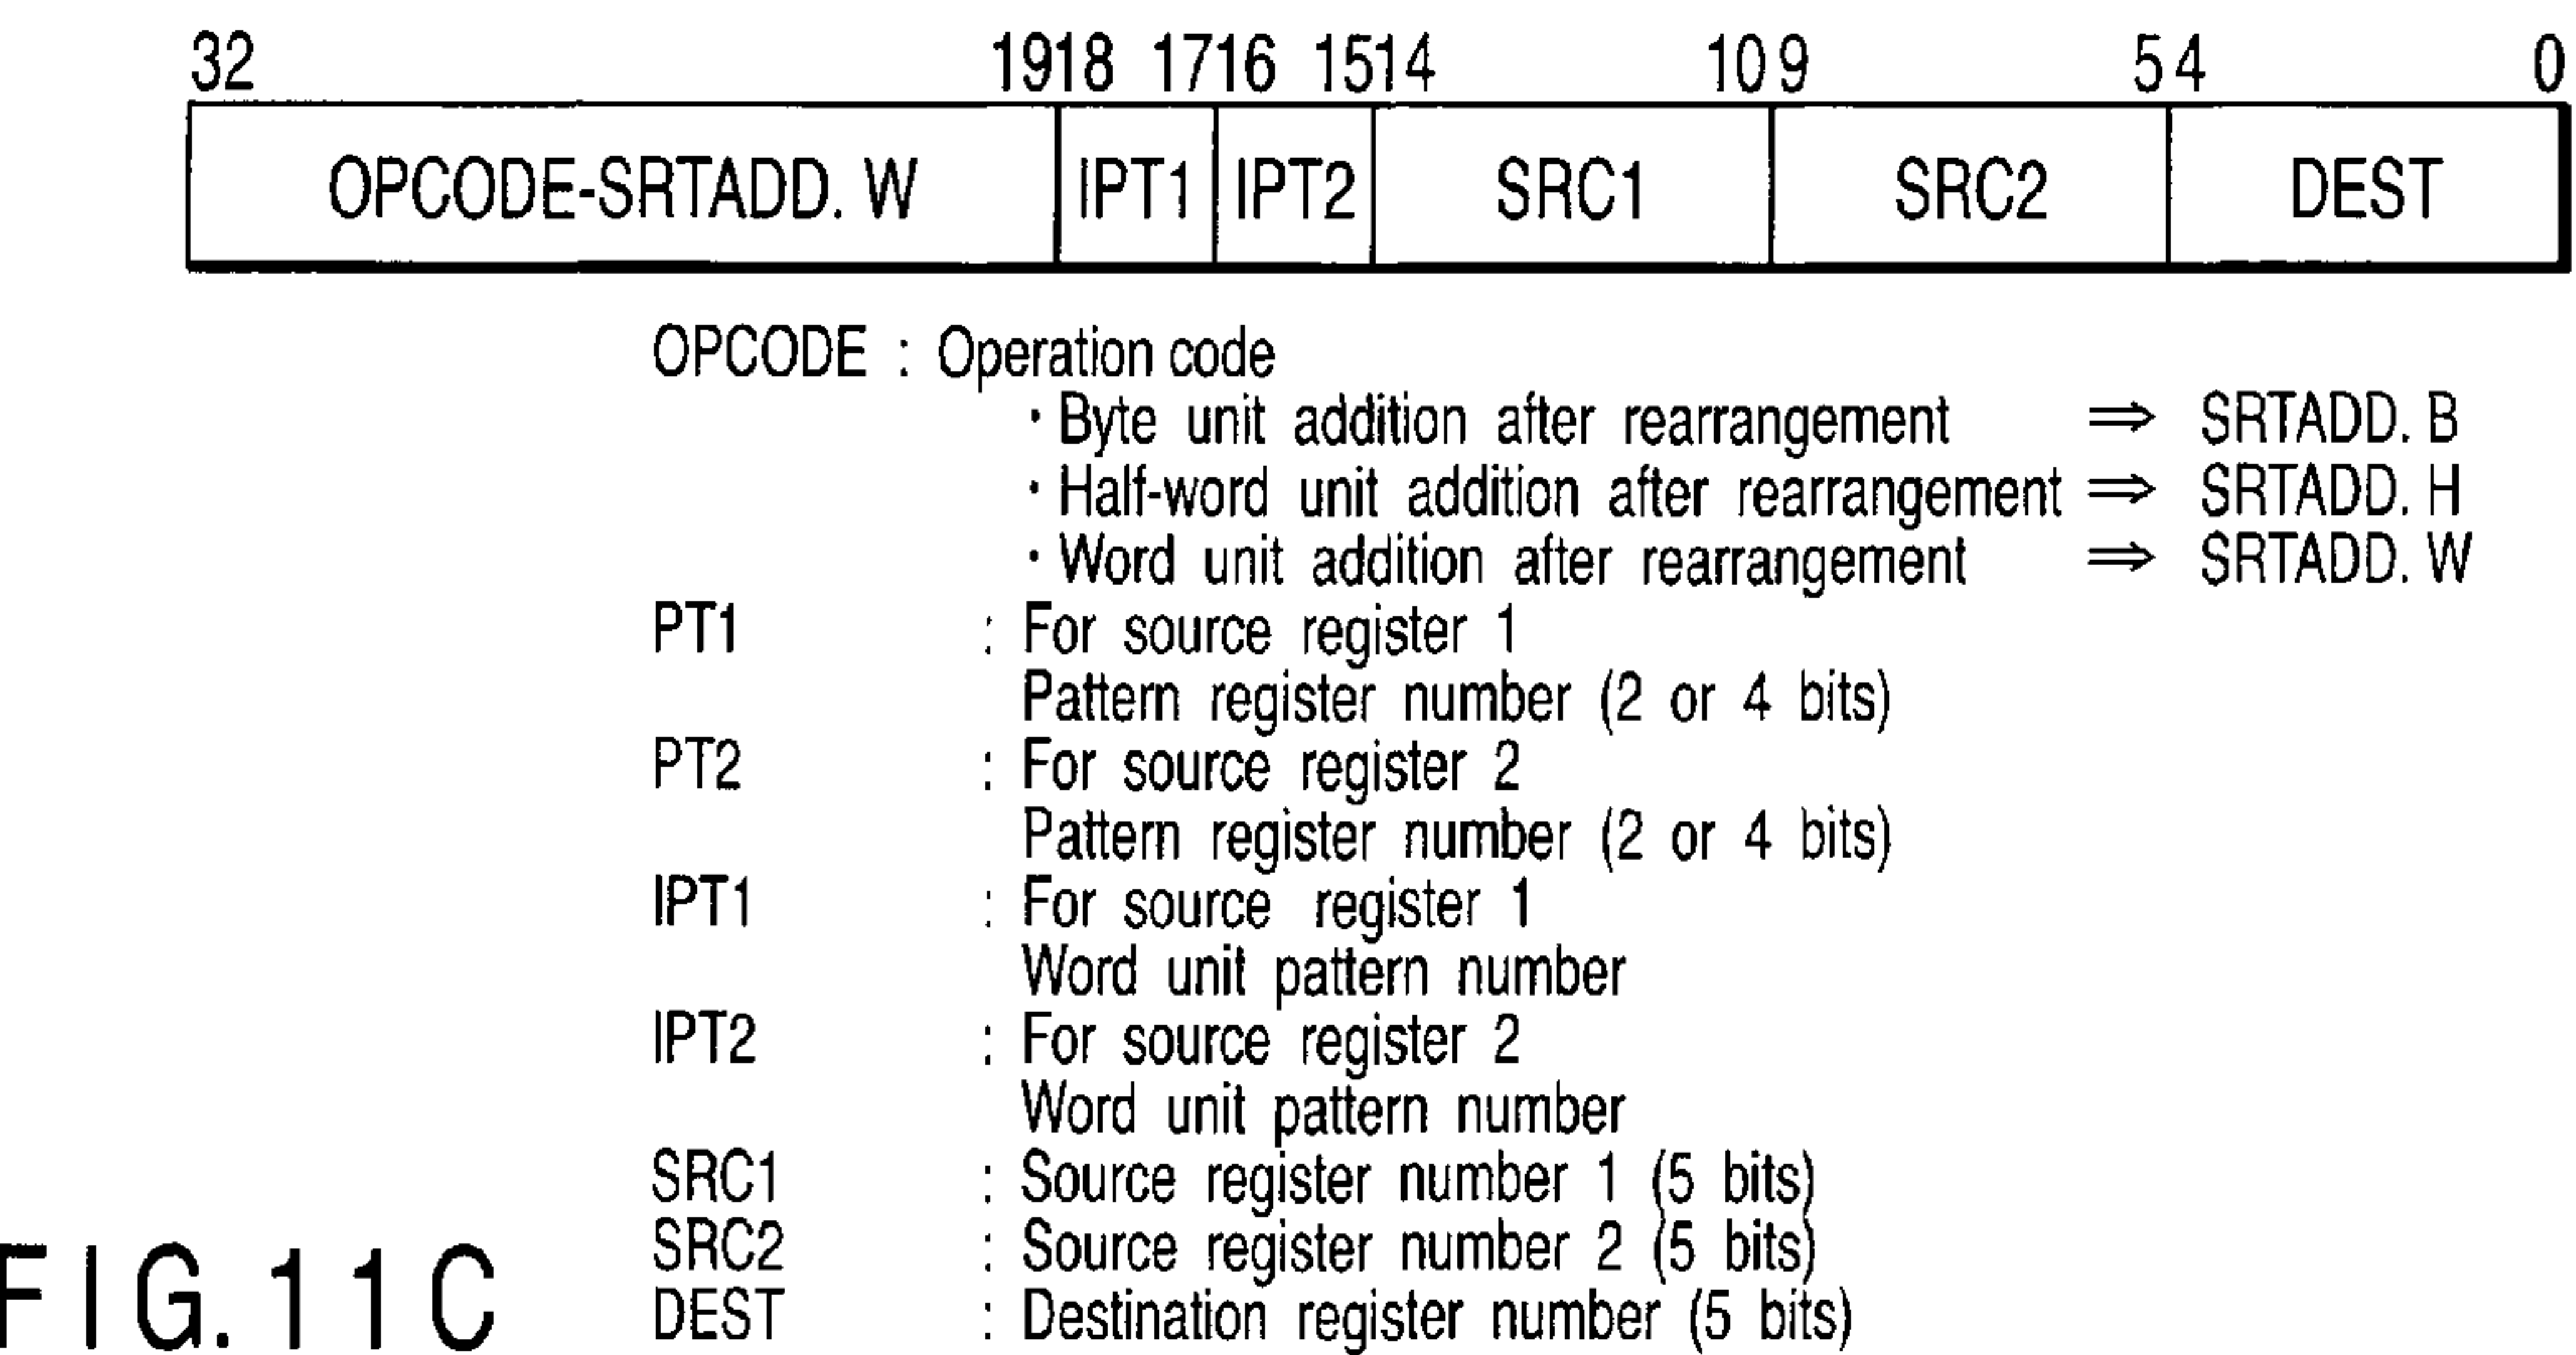 32 1918 1716 1514 10 9 5 4 0
OPCODE-SRTADD. W IPT1 IPT2 SRC1 SRC2 DEST
OPCODE : Operation code
・Byte unit addition after rearrangement ⇒ SRTADD. B
・Half-word unit addition after rearrangement ⇒ SRTADD. H
・Word unit addition after rearrangement ⇒ SRTADD. W
PT1 : For source register 1
Pattern register number (2 or 4 bits)
PT2 : For source register 2
Pattern register number (2 or 4 bits)
IPT1 : For source register 1
Word unit pattern number
IPT2 : For source register 2
Word unit pattern number
SRC1 : Source register number 1 (5 bits)
SRC2 : Source register number 2 (5 bits)
DEST : Destination register number (5 bits)
FIG. 11C